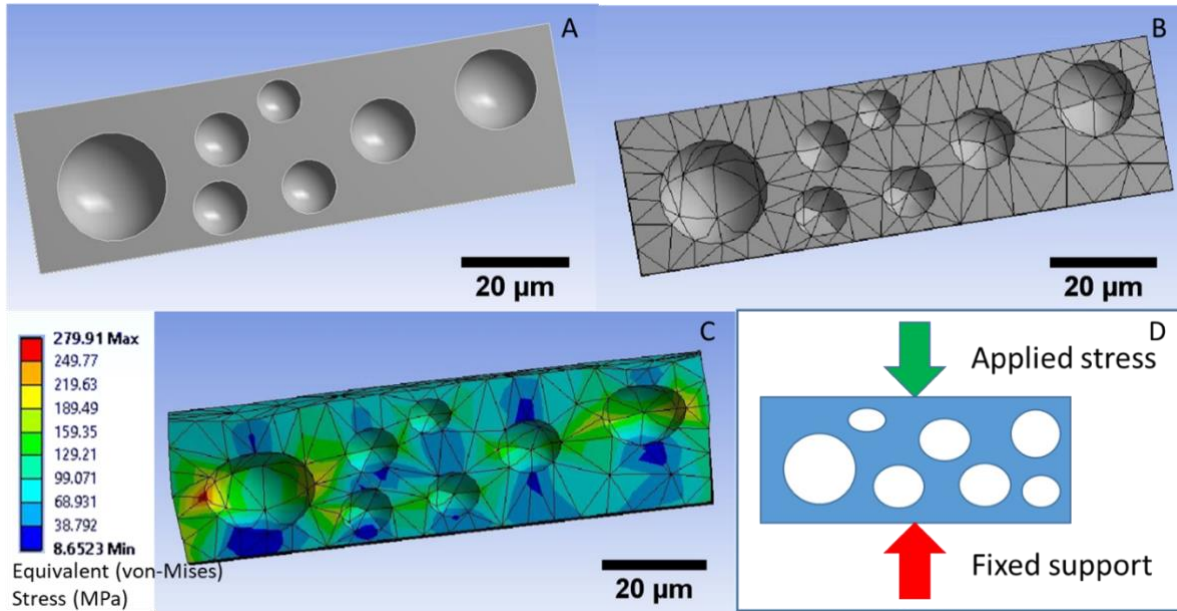 A
20 µm
B
20 µm
279.91 Max
249.77
219.63
189.49
159.35
129.21
99.071
68.931
38.792
8.6523 Min
Equivalent (von-Mises)
Stress (MPa)
C
20 µm
D
Applied stress
Fixed support